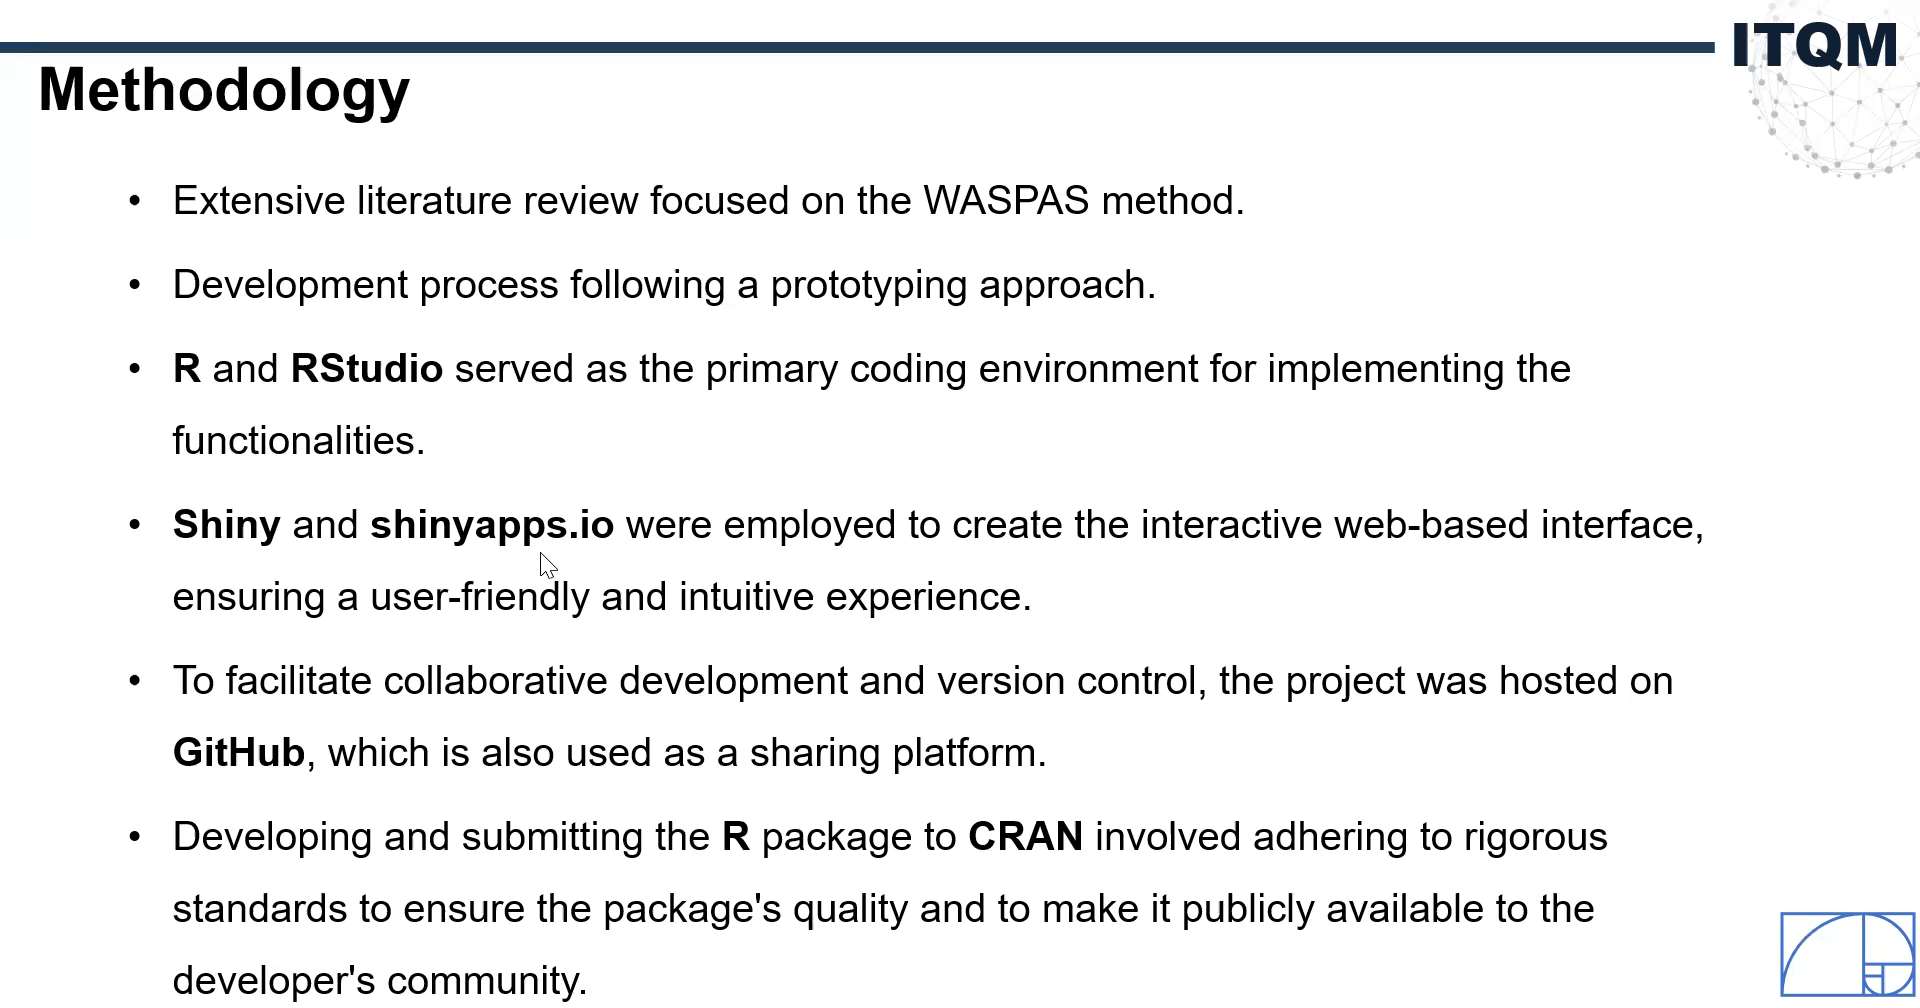 ITQM
Methodology
• Extensive literature review focused on the WASPAS method.
• Development process following a prototyping approach.
• R and RStudio served as the primary coding environment for implementing the
functionalities.
• Shiny and shinyapps.io were employed to create the interactive web-based interface,
ensuring a user-friendly and intuitive experience.
• To facilitate collaborative development and version control, the project was hosted on
GitHub, which is also used as a sharing platform.
• Developing and submitting the R package to CRAN involved adhering to rigorous
standards to ensure the package's quality and to make it publicly available to the
developer's community.